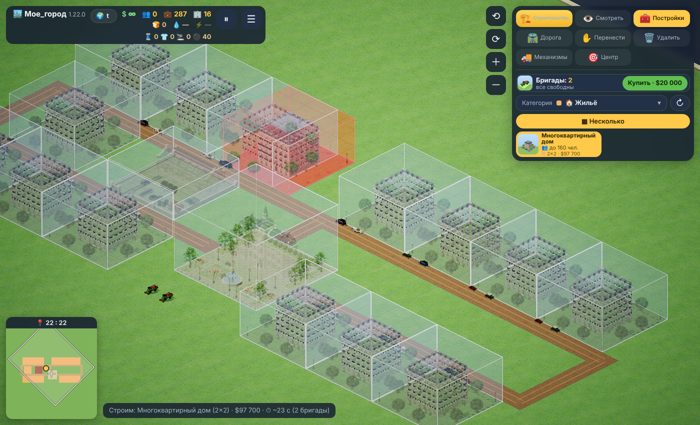 Мое_город 1.22.0
t
$ ∞
0
287
16
0
—
—
0
0
0
40
Смотреть
Постройки
Дорога
Перенести
Удалить
Механизмы
Центр
Бригады: 2
все свободны
Купить · $20 000
Категория
Жильё
Несколько
Многоквартирный
дом
до 160 чел.
2×2 · $97 700
22 : 22
Строим: Многоквартирный дом (2×2) · $97 700 · ~23 с (2 бригады)